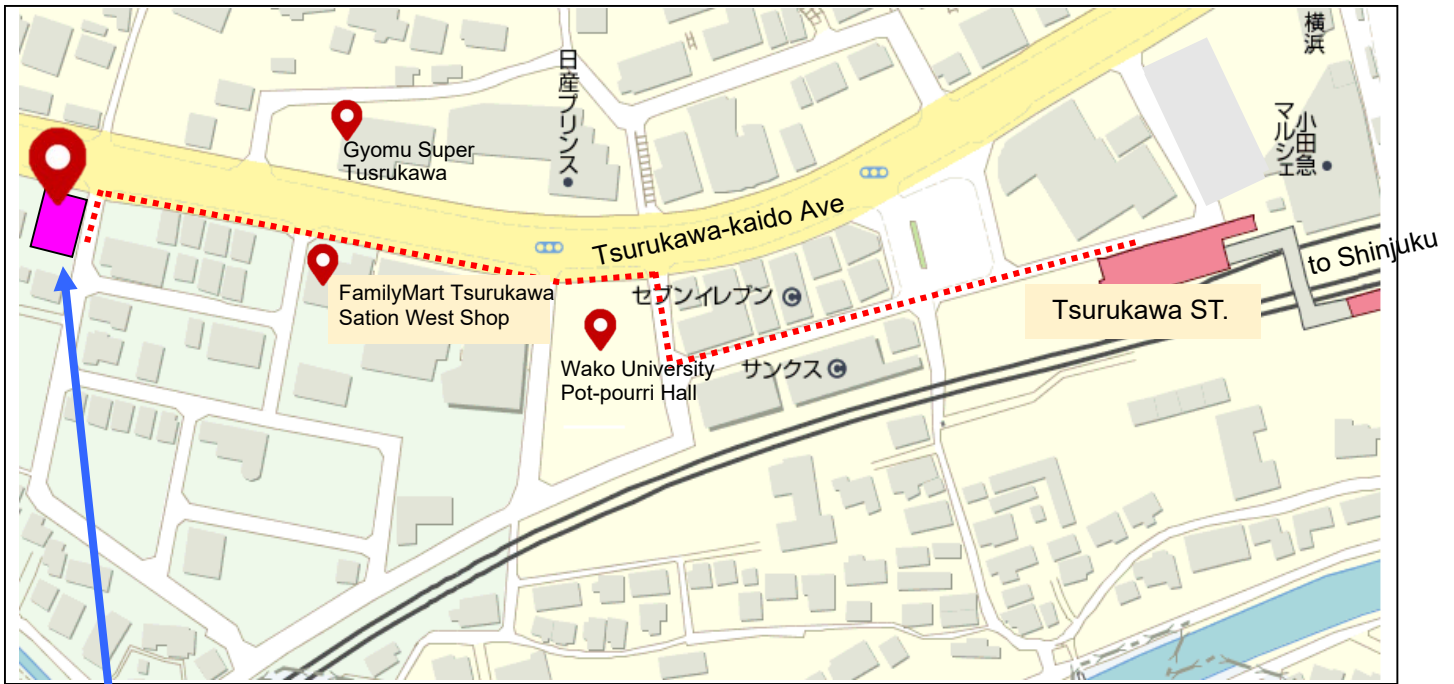 横浜
日産プリンス
小田急
マルシェ
Gyomu Super
Tusrukawa
Tsurukawa-kaido Ave
to Shinjuku
FamilyMart Tsurukawa
Sation West Shop
セブンイレブン
Tsurukawa ST.
Wako University
Pot-pourri Hall
サンクス